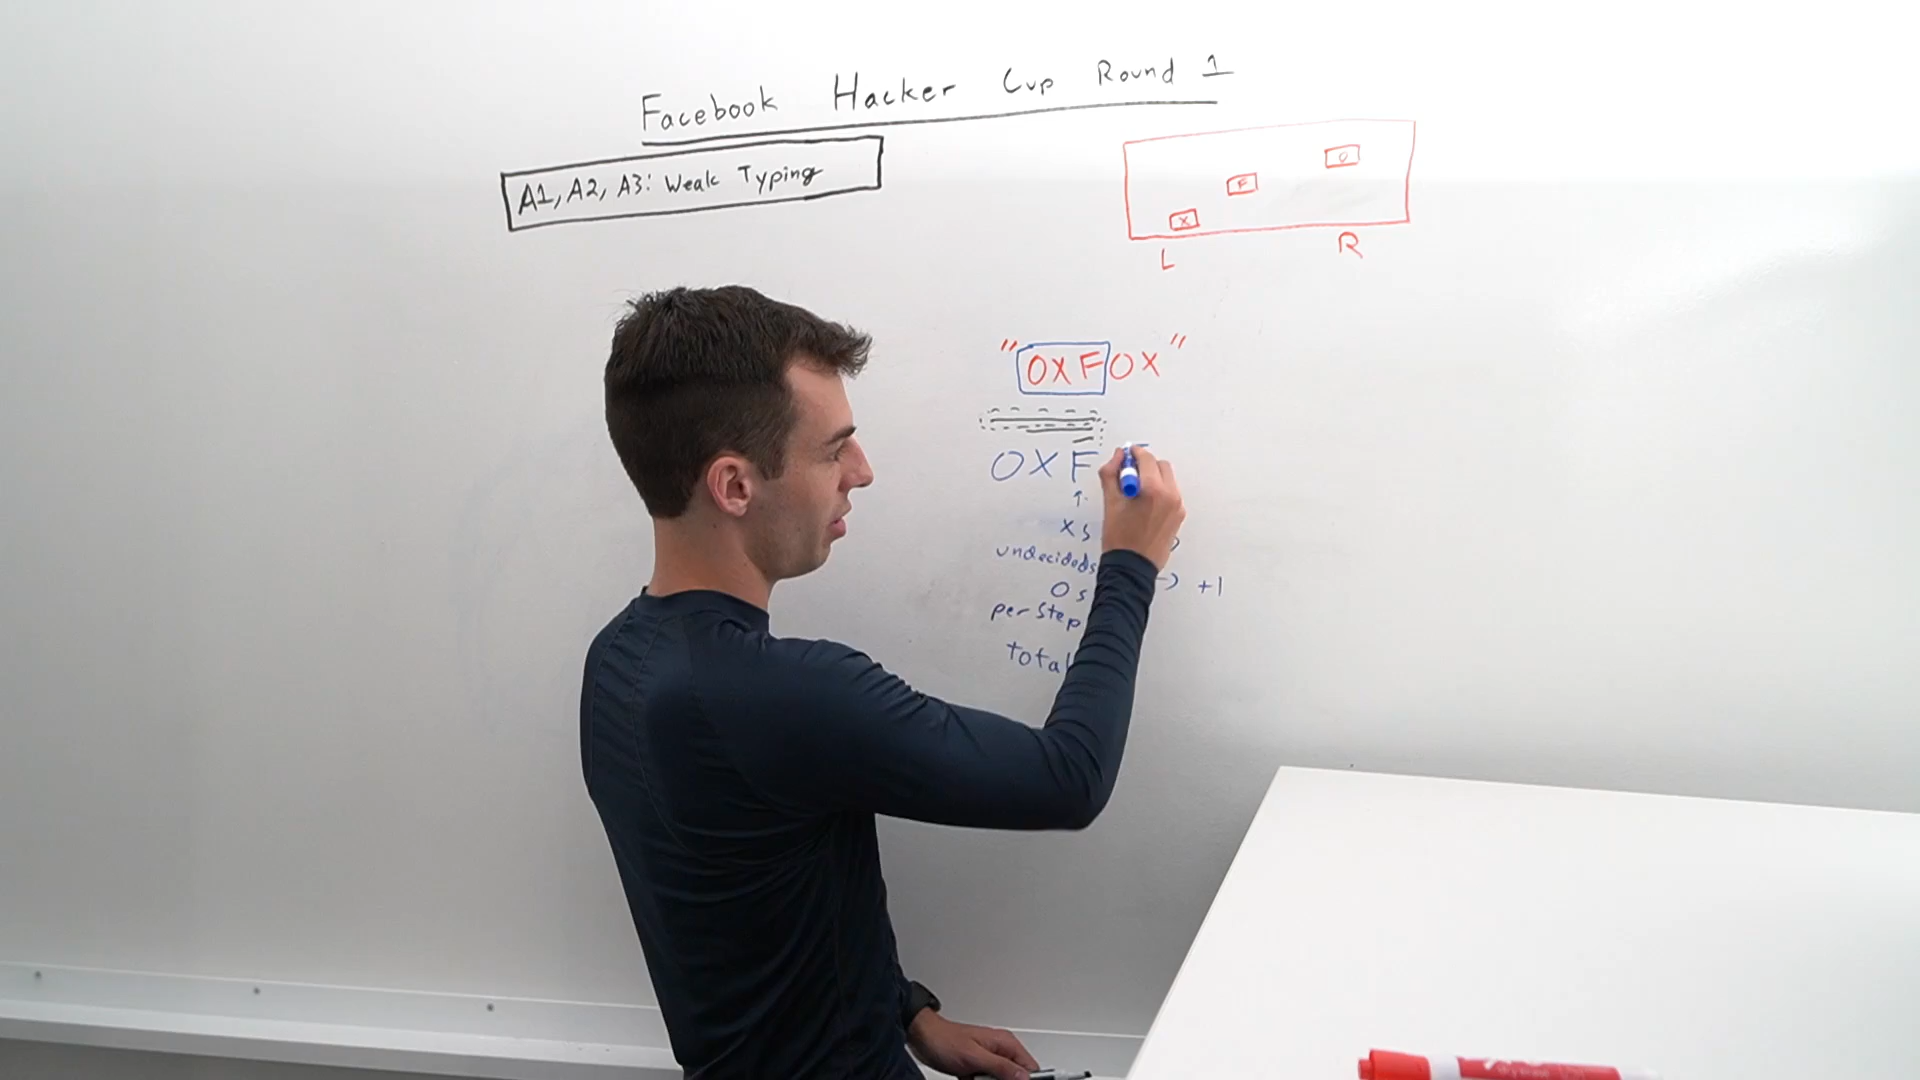 Facebook Hacker Cup Round 1
A1, A2, A3: Weak Typing
O
F
X
L R
"OXFOX"
OXF
Xs
undecideds
Os → +1
per step
total